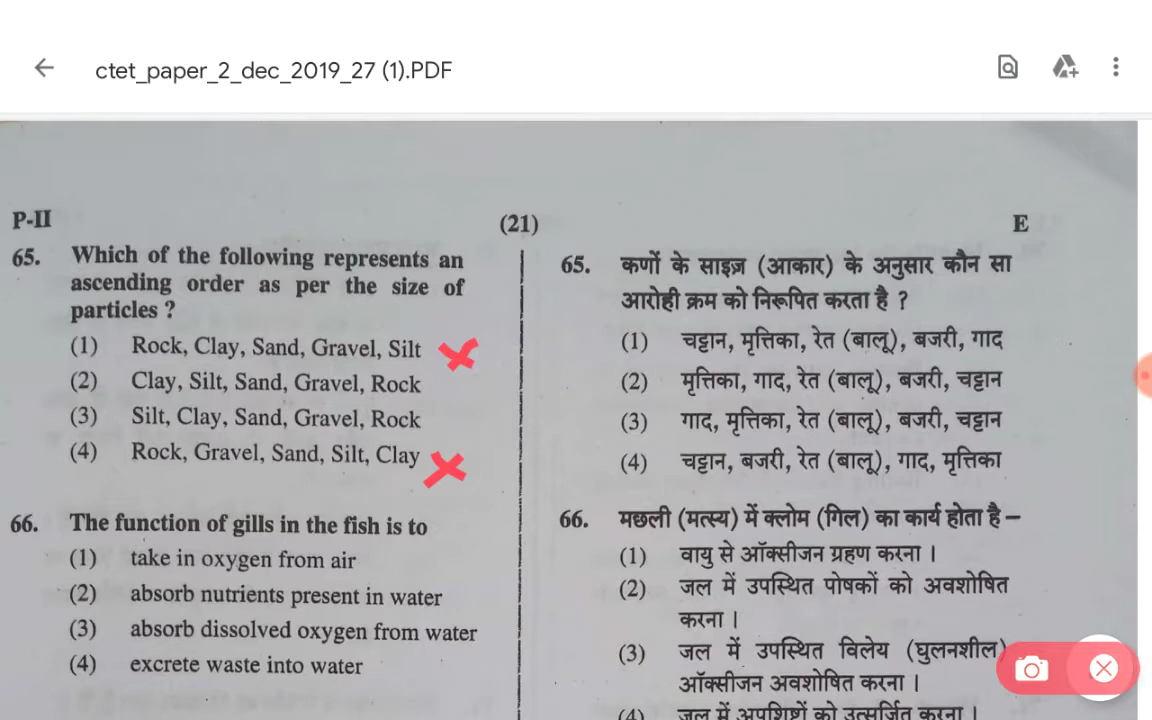 ctet_paper_2_dec_2019_27 (1).PDF
P-II
(21)
E
65. Which of the following represents an
ascending order as per the size of
particles ?
(1) Rock, Clay, Sand, Gravel, Silt
(2) Clay, Silt, Sand, Gravel, Rock
(3) Silt, Clay, Sand, Gravel, Rock
(4) Rock, Gravel, Sand, Silt, Clay
66. The function of gills in the fish is to
(1) take in oxygen from air
(2) absorb nutrients present in water
(3) absorb dissolved oxygen from water
(4) excrete waste into water
65. कणों के साइज़ (आकार) के अनुसार कौन सा
आरोही क्रम को निरूपित करता है ?
(1) चट्टान, मृत्तिका, रेत (बालू), बजरी, गाद
(2) मृत्तिका, गाद, रेत (बालू), बजरी, चट्टान
(3) गाद, मृत्तिका, रेत (बालू), बजरी, चट्टान
(4) चट्टान, बजरी, रेत (बालू), गाद, मृत्तिका
66. मछली (मत्स्य) में क्लोम (गिल) का कार्य होता है –
(1) वायु से ऑक्सीजन ग्रहण करना ।
(2) जल में उपस्थित पोषकों को अवशोषित
करना ।
(3) जल में उपस्थित विलेय (घुलनशील)
ऑक्सीजन अवशोषित करना ।
(4) जल में अपशिष्टों को उत्सर्जित करना ।